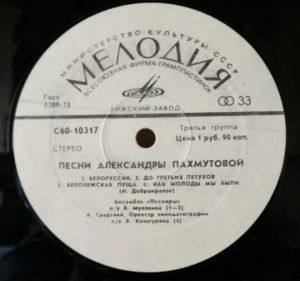 МИНИСТЕРСТВО КУЛЬТУРЫ СССР
МЕЛОДИЯ
ВСЕСОЮЗНАЯ ФИРМА ГРАМПЛАСТИНОК
Гост
5289-73
33
РИЖСКИЙ ЗАВОД
С60-10317
СТЕРЕО
Третья группа
Цена 1 руб. 90 коп.
ПЕСНИ АЛЕКСАНДРЫ ПАХМУТОВОЙ
1. БЕЛОРУССИЯ, 2. ДО ТРЕТЬИХ ПЕТУХОВ
3. БЕЛОВЕЖСКАЯ ПУЩА, 4. КАК МОЛОДЫ МЫ БЫЛИ
(Н. Добронравов)
Ансамбль «Песняры»
п/у В. Мулявина (1—3)
А. Градский, Оркестр кинематографии
п/у Э. Хачатуряна (4)